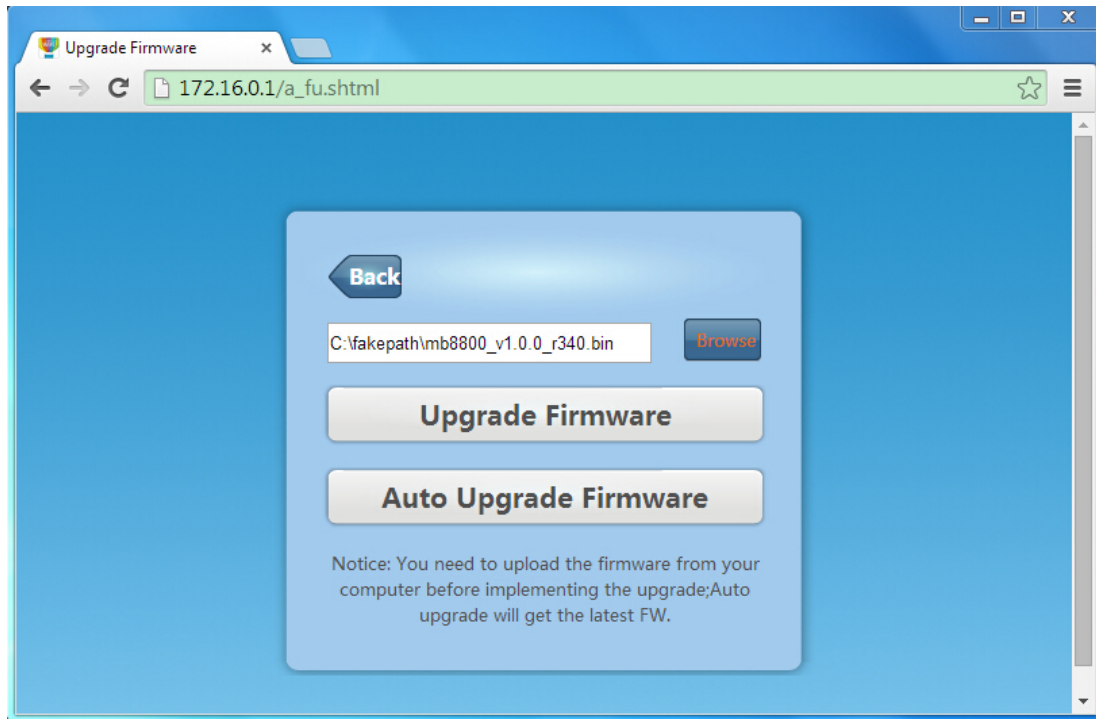 Upgrade Firmware
172.16.0.1/a_fu.shtml
Back
C:\fakepath\mb8800_v1.0.0_r340.bin
Browse
Upgrade Firmware
Auto Upgrade Firmware
Notice: You need to upload the firmware from your
computer before implementing the upgrade;Auto
upgrade will get the latest FW.